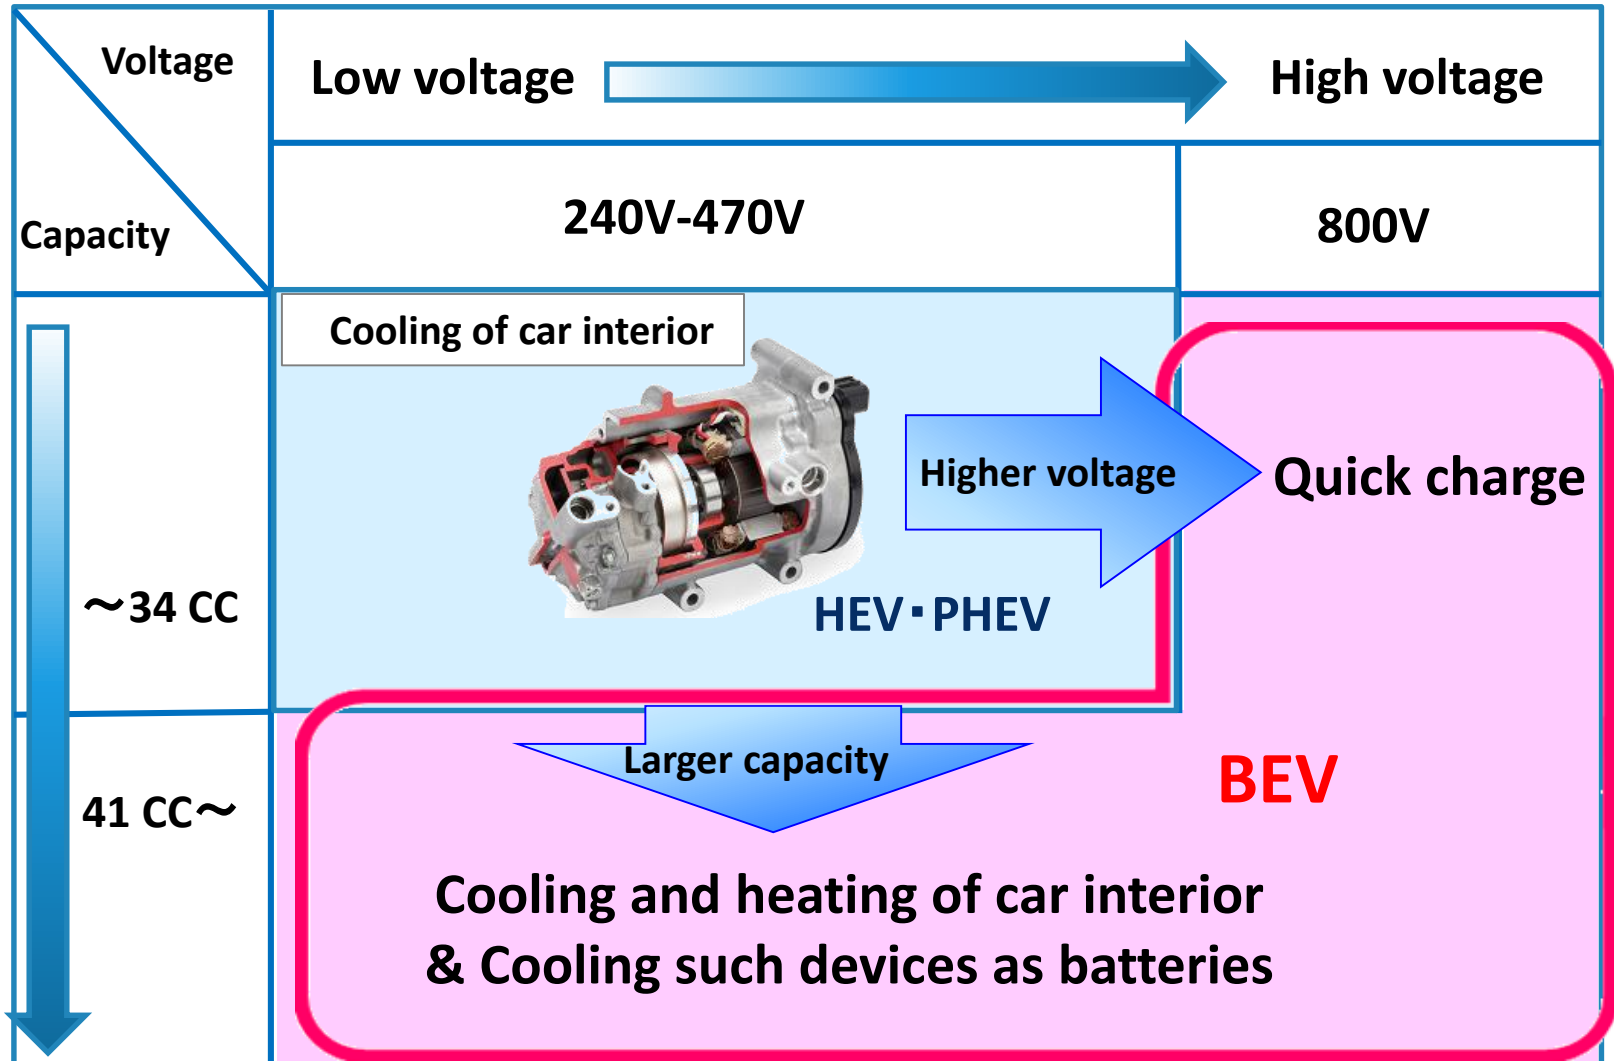 Voltage
Capacity
Low voltage
High voltage
240V-470V
800V
Cooling of car interior
Higher voltage
Quick charge
～34 CC
HEV･PHEV
Larger capacity
BEV
41 CC～
Cooling and heating of car interior
& Cooling such devices as batteries